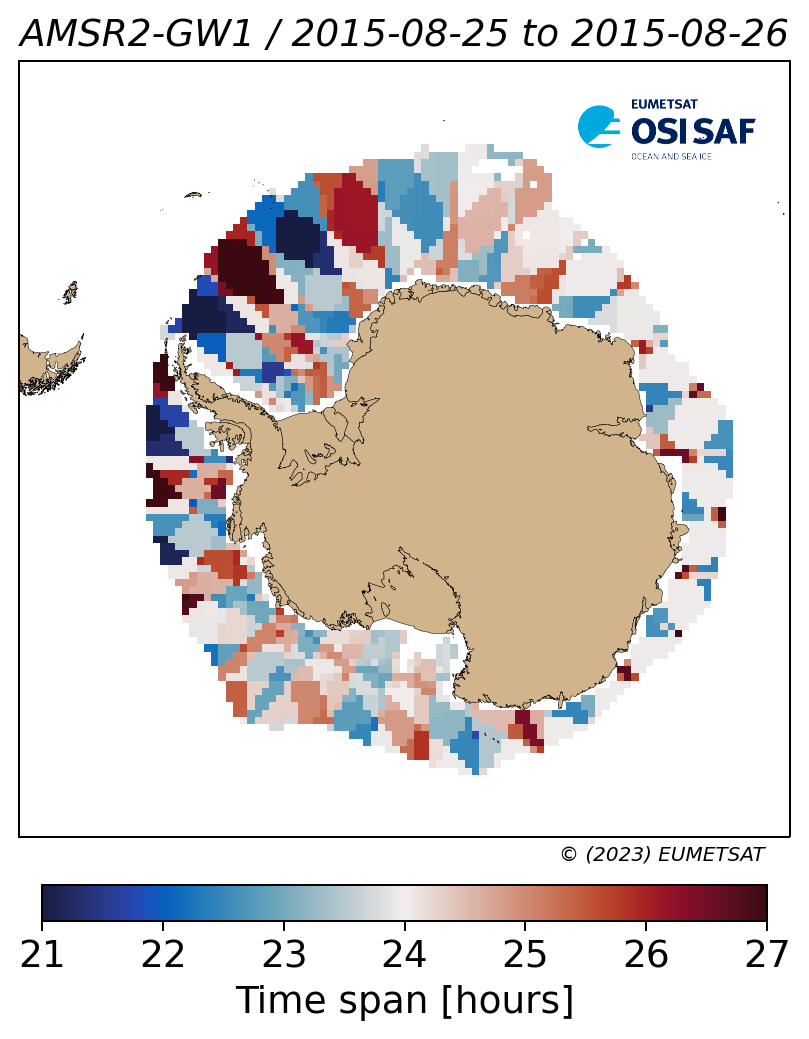 AMSR2-GW1 / 2015-08-25 to 2015-08-26
EUMETSAT
OSI SAF
OCEAN AND SEA ICE
© (2023) EUMETSAT
21 22 23 24 25 26 27
Time span [hours]